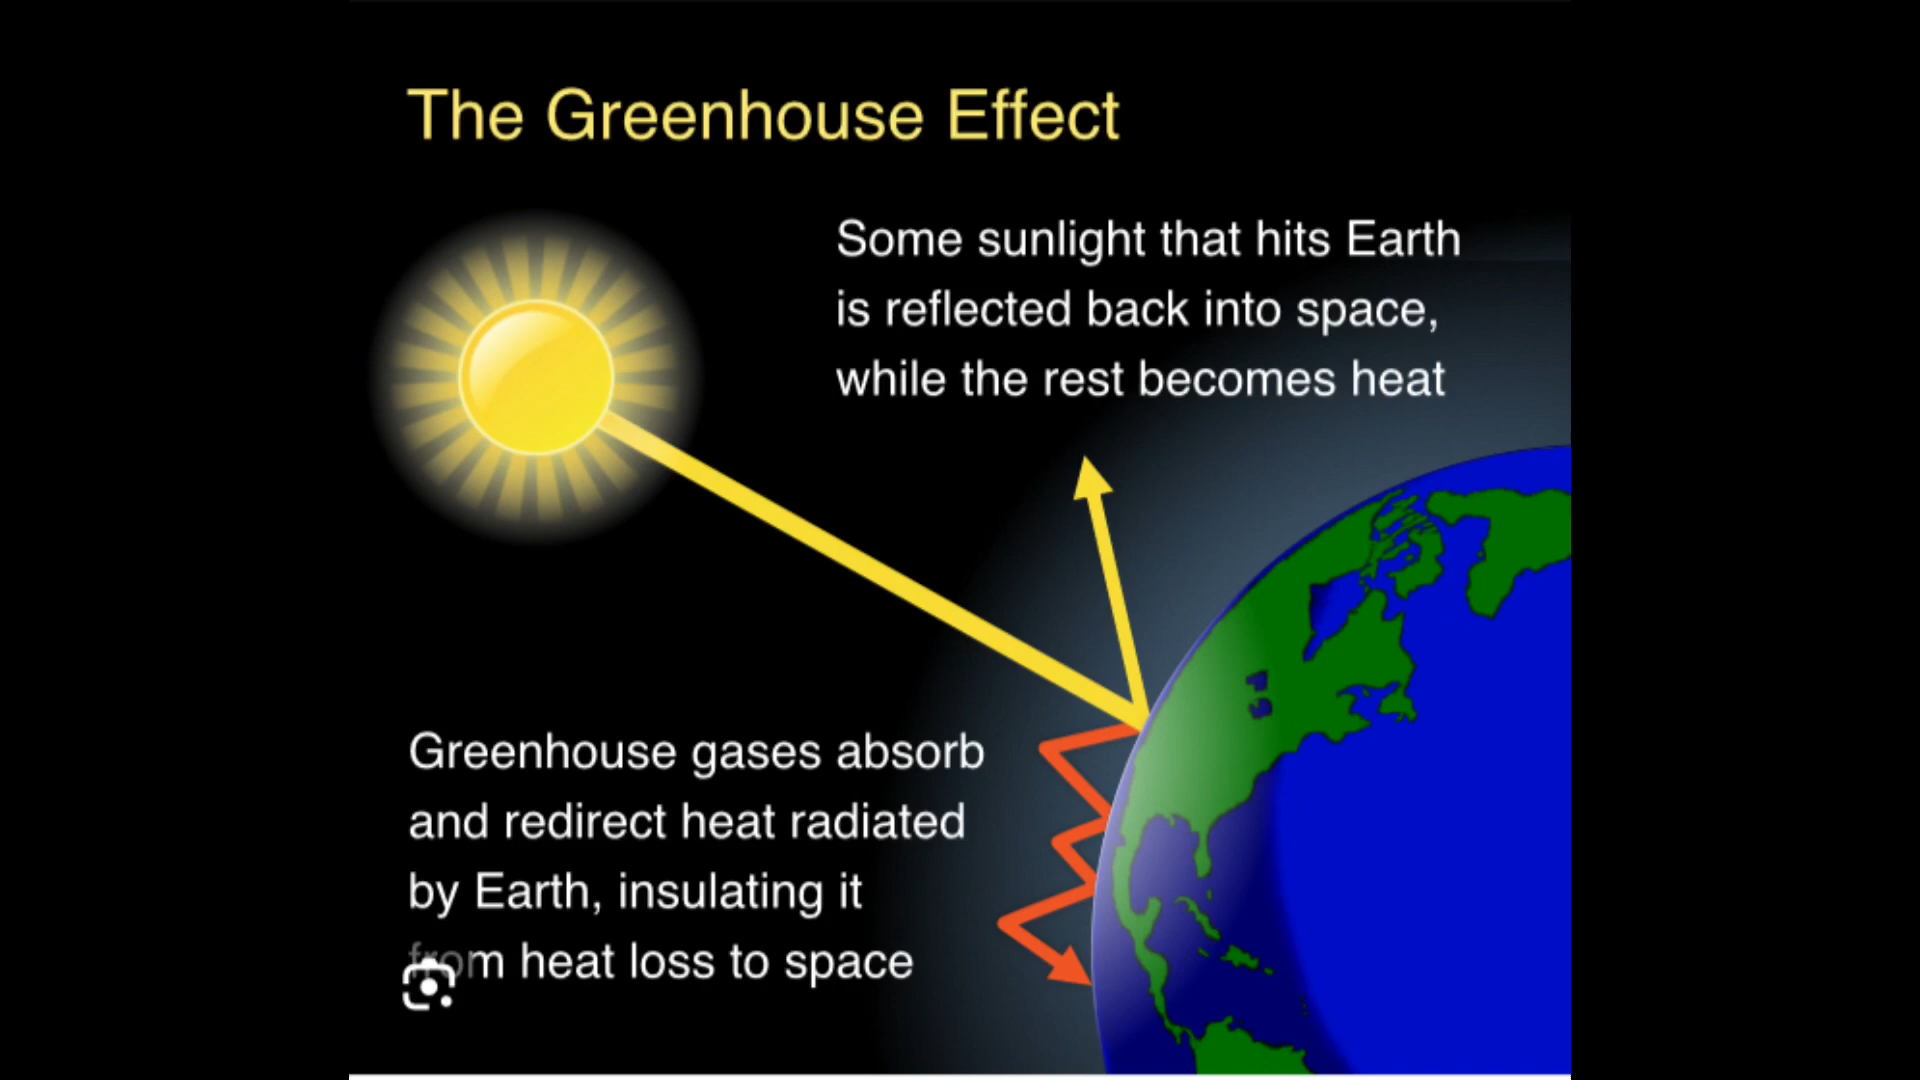 The Greenhouse Effect
Some sunlight that hits Earth
is reflected back into space,
while the rest becomes heat
Greenhouse gases absorb
and redirect heat radiated
by Earth, insulating it
from heat loss to space